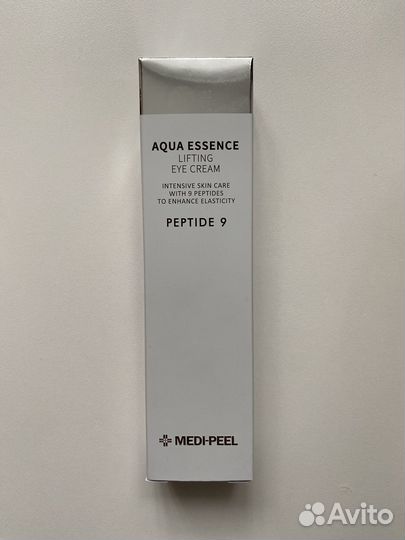 AQUA ESSENCE
LIFTING
EYE CREAM
INTENSIVE SKIN CARE
WITH 9 PEPTIDES
TO ENHANCE ELASTICITY
PEPTIDE 9
MEDI-PEEL
Avito